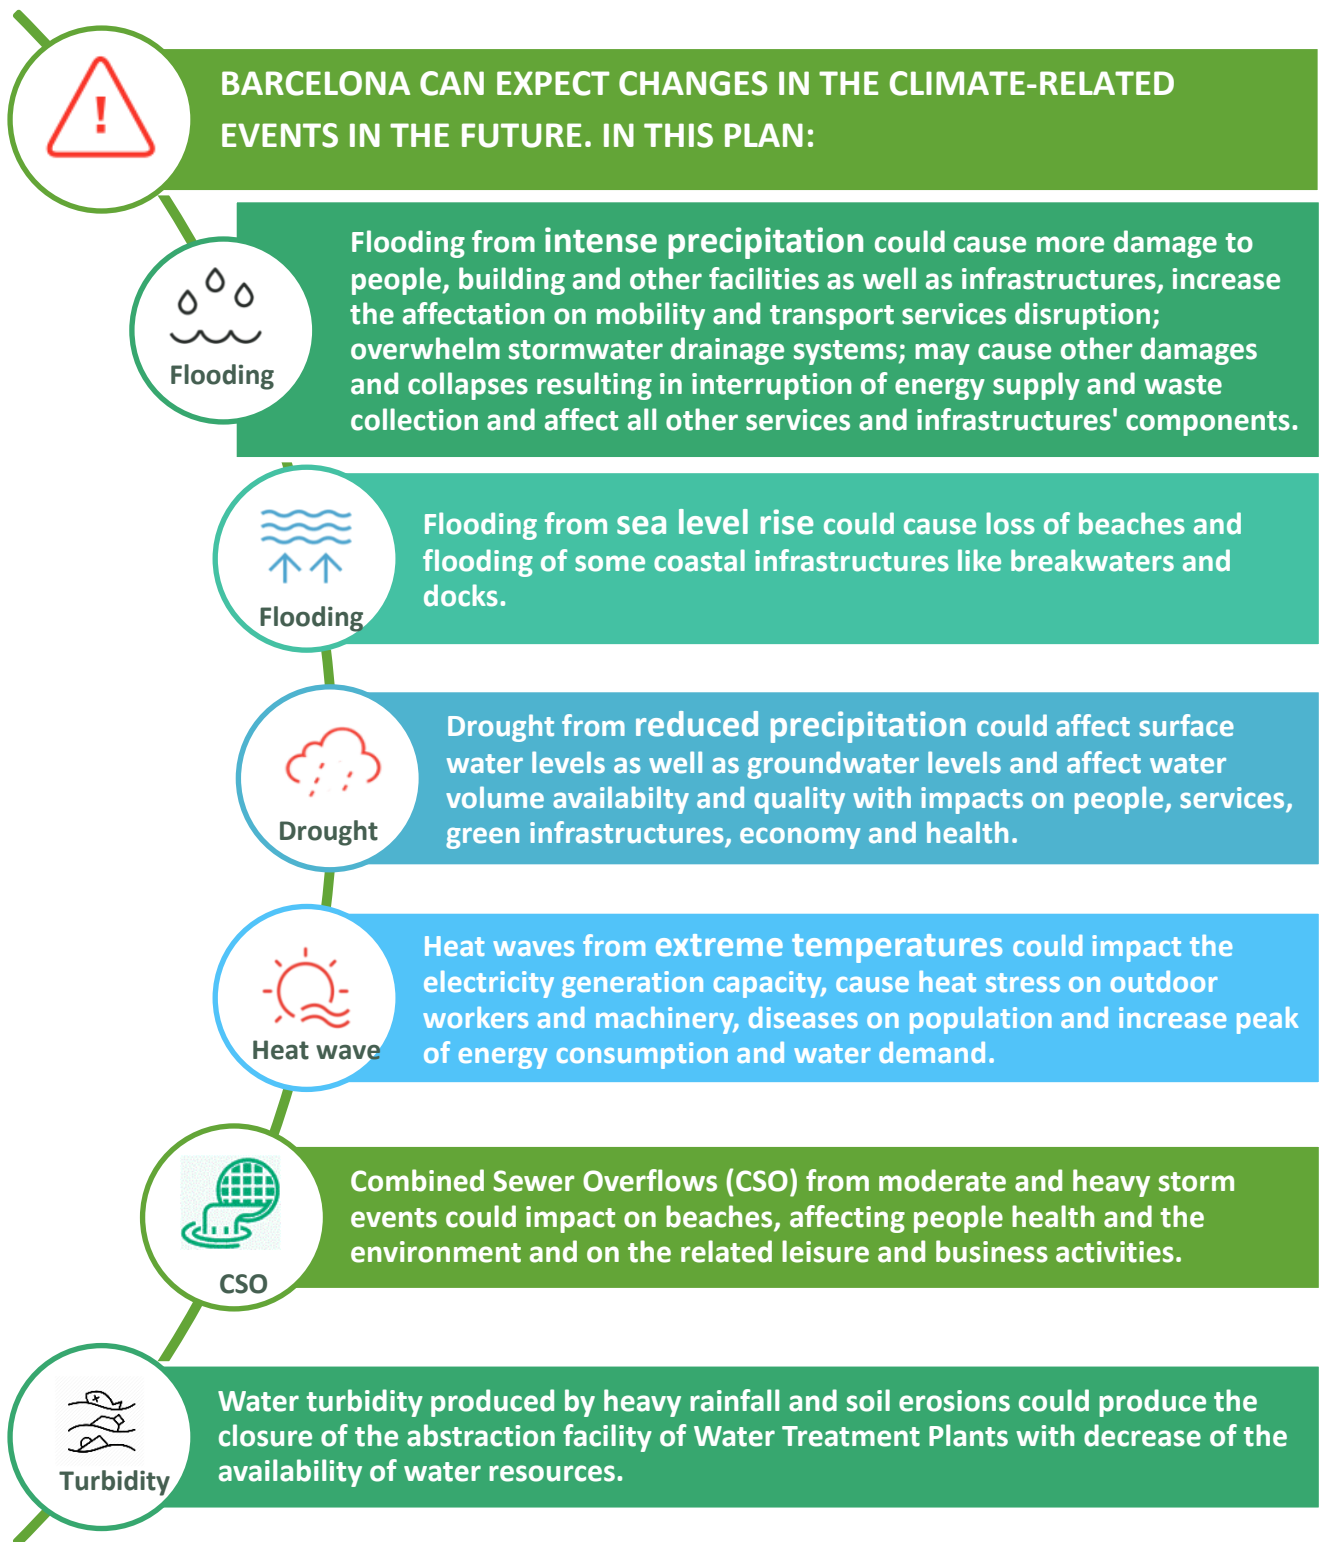 BARCELONA CAN EXPECT CHANGES IN THE CLIMATE-RELATED
EVENTS IN THE FUTURE. IN THIS PLAN:
Flooding
Flooding from intense precipitation could cause more damage to
people, building and other facilities as well as infrastructures, increase
the affectation on mobility and transport services disruption;
overwhelm stormwater drainage systems; may cause other damages
and collapses resulting in interruption of energy supply and waste
collection and affect all other services and infrastructures' components.
Flooding
Flooding from sea level rise could cause loss of beaches and
flooding of some coastal infrastructures like breakwaters and
docks.
Drought
Drought from reduced precipitation could affect surface
water levels as well as groundwater levels and affect water
volume availabilty and quality with impacts on people, services,
green infrastructures, economy and health.
Heat wave
Heat waves from extreme temperatures could impact the
electricity generation capacity, cause heat stress on outdoor
workers and machinery, diseases on population and increase peak
of energy consumption and water demand.
CSO
Combined Sewer Overflows (CSO) from moderate and heavy storm
events could impact on beaches, affecting people health and the
environment and on the related leisure and business activities.
Turbidity
Water turbidity produced by heavy rainfall and soil erosions could produce the
closure of the abstraction facility of Water Treatment Plants with decrease of the
availability of water resources.